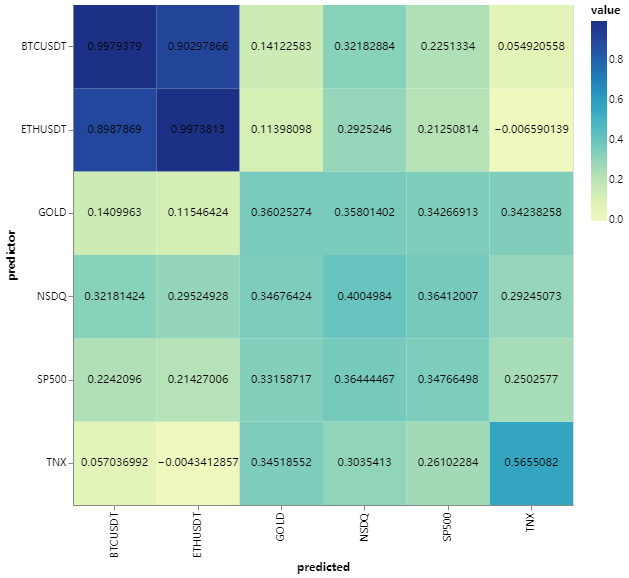 value
BTCUSDT 0.9979379 0.90297866 0.14122583 0.32182884 0.2251334 0.054920558
1.0
0.8
ETHUSDT 0.8987869 0.9973813 0.11398098 0.2925246 0.21250814 −0.006590139
0.6
0.4
0.2
0.0
GOLD 0.1409963 0.11546424 0.36025274 0.35801402 0.34266913 0.34238258
predictor
NSDQ 0.32181424 0.29524928 0.34676424 0.4004984 0.36412007 0.29245073
SP500 0.2242096 0.21427006 0.33158717 0.36444467 0.34766498 0.2502577
TNX 0.057036992 −0.0043412857 0.34518552 0.3035413 0.26102284 0.5655082
BTCUSDT ETHUSDT GOLD NSDQ SP500 TNX
predicted